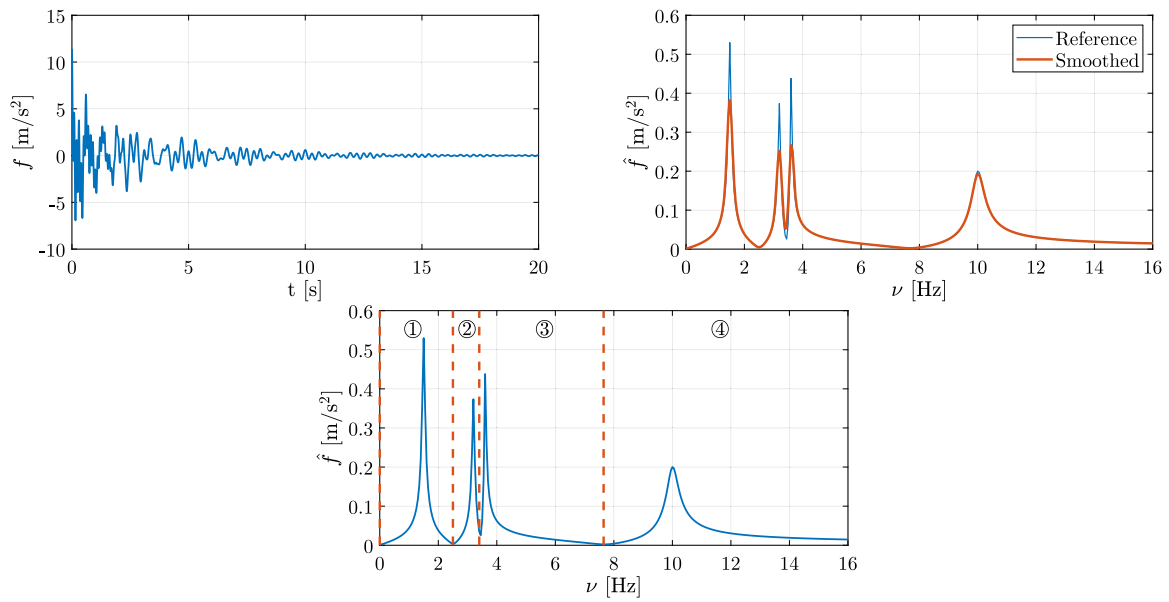 15
10
5
0
-5
-10
f [m/s²]
0 5 10 15 20
t [s]
0.6
0.5
0.4
0.3
0.2
0.1
0
f̂ [m/s²]
0 2 4 6 8 10 12 14 16
ν [Hz]
Reference
Smoothed
0.6
0.5
0.4
0.3
0.2
0.1
0
f̂ [m/s²]
① ② ③ ④
0 2 4 6 8 10 12 14 16
ν [Hz]